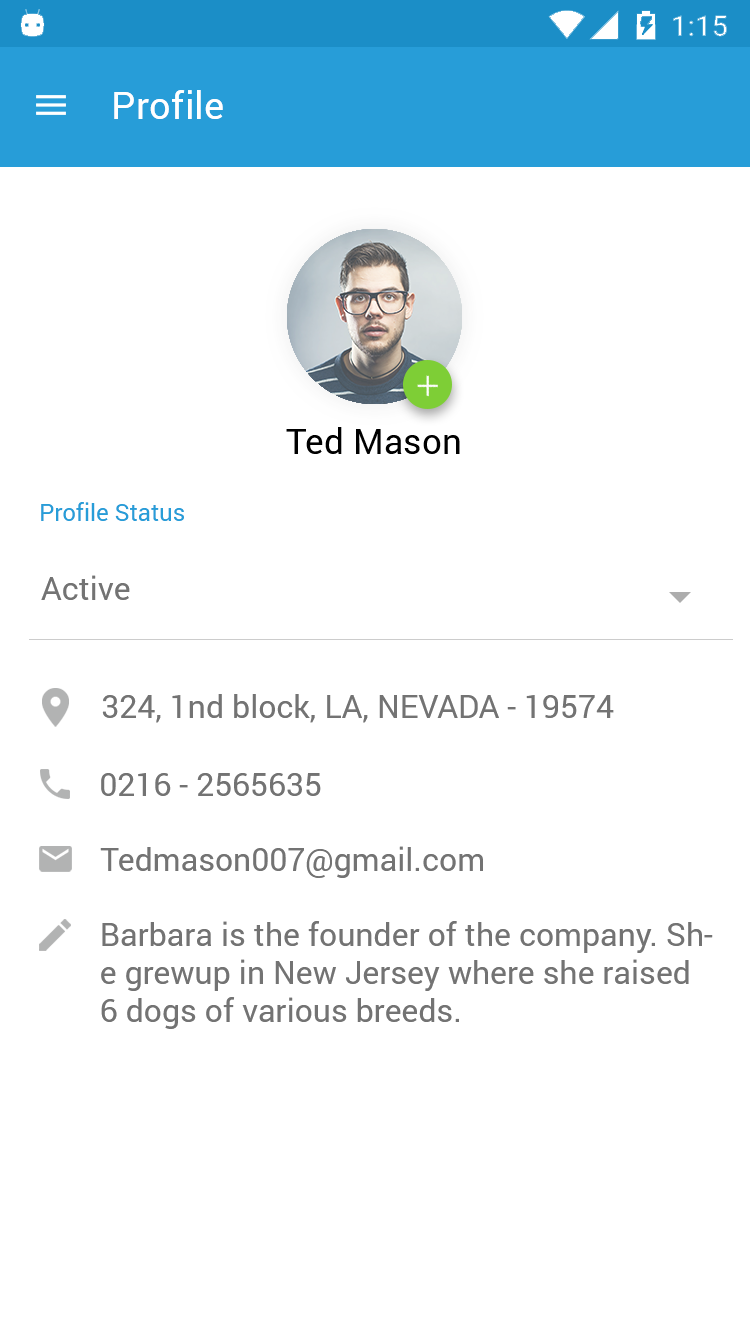 1:15
Profile
Ted Mason
Profile Status
Active
324, 1nd block, LA, NEVADA - 19574
0216 - 2565635
Tedmason007@gmail.com
Barbara is the founder of the company. Sh-
e grewup in New Jersey where she raised
6 dogs of various breeds.